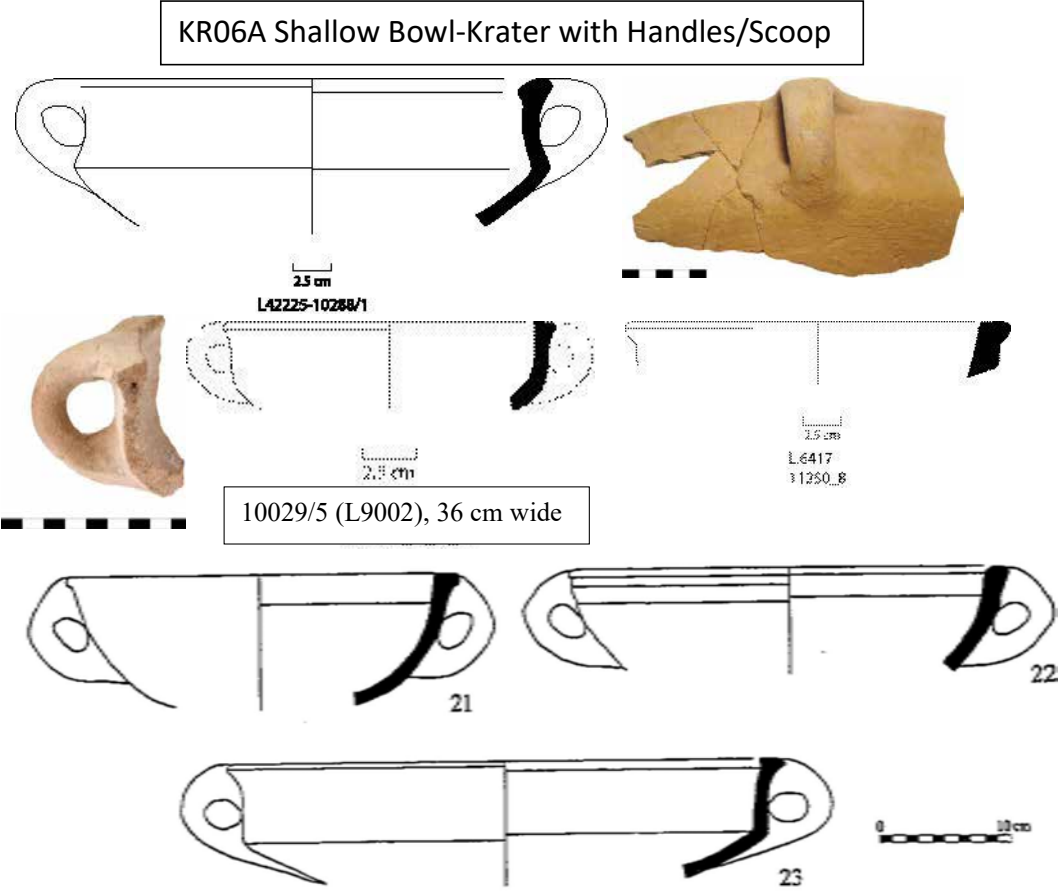 KR06A Shallow Bowl-Krater with Handles/Scoop
2.5 cm
L42225-10288/1
2.5 cm
2.5 cm
L.6417
11250_8
10029/5 (L9002), 36 cm wide
21
22
23
0 10 cm